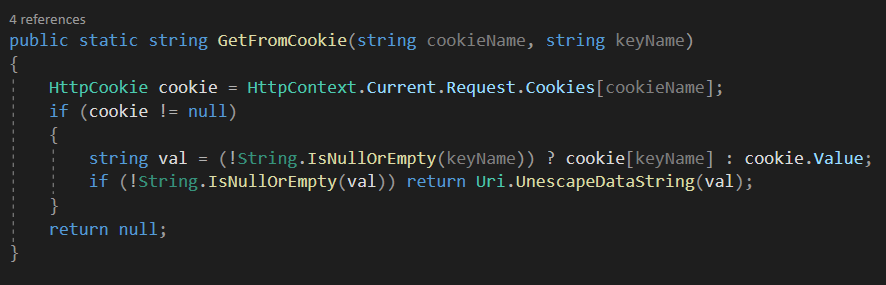 4 references
public static string GetFromCookie(string cookieName, string keyName)
{
    HttpCookie cookie = HttpContext.Current.Request.Cookies[cookieName];
    if (cookie != null)
    {
        string val = (!String.IsNullOrEmpty(keyName)) ? cookie[keyName] : cookie.Value;
        if (!String.IsNullOrEmpty(val)) return Uri.UnescapeDataString(val);
    }
    return null;
}